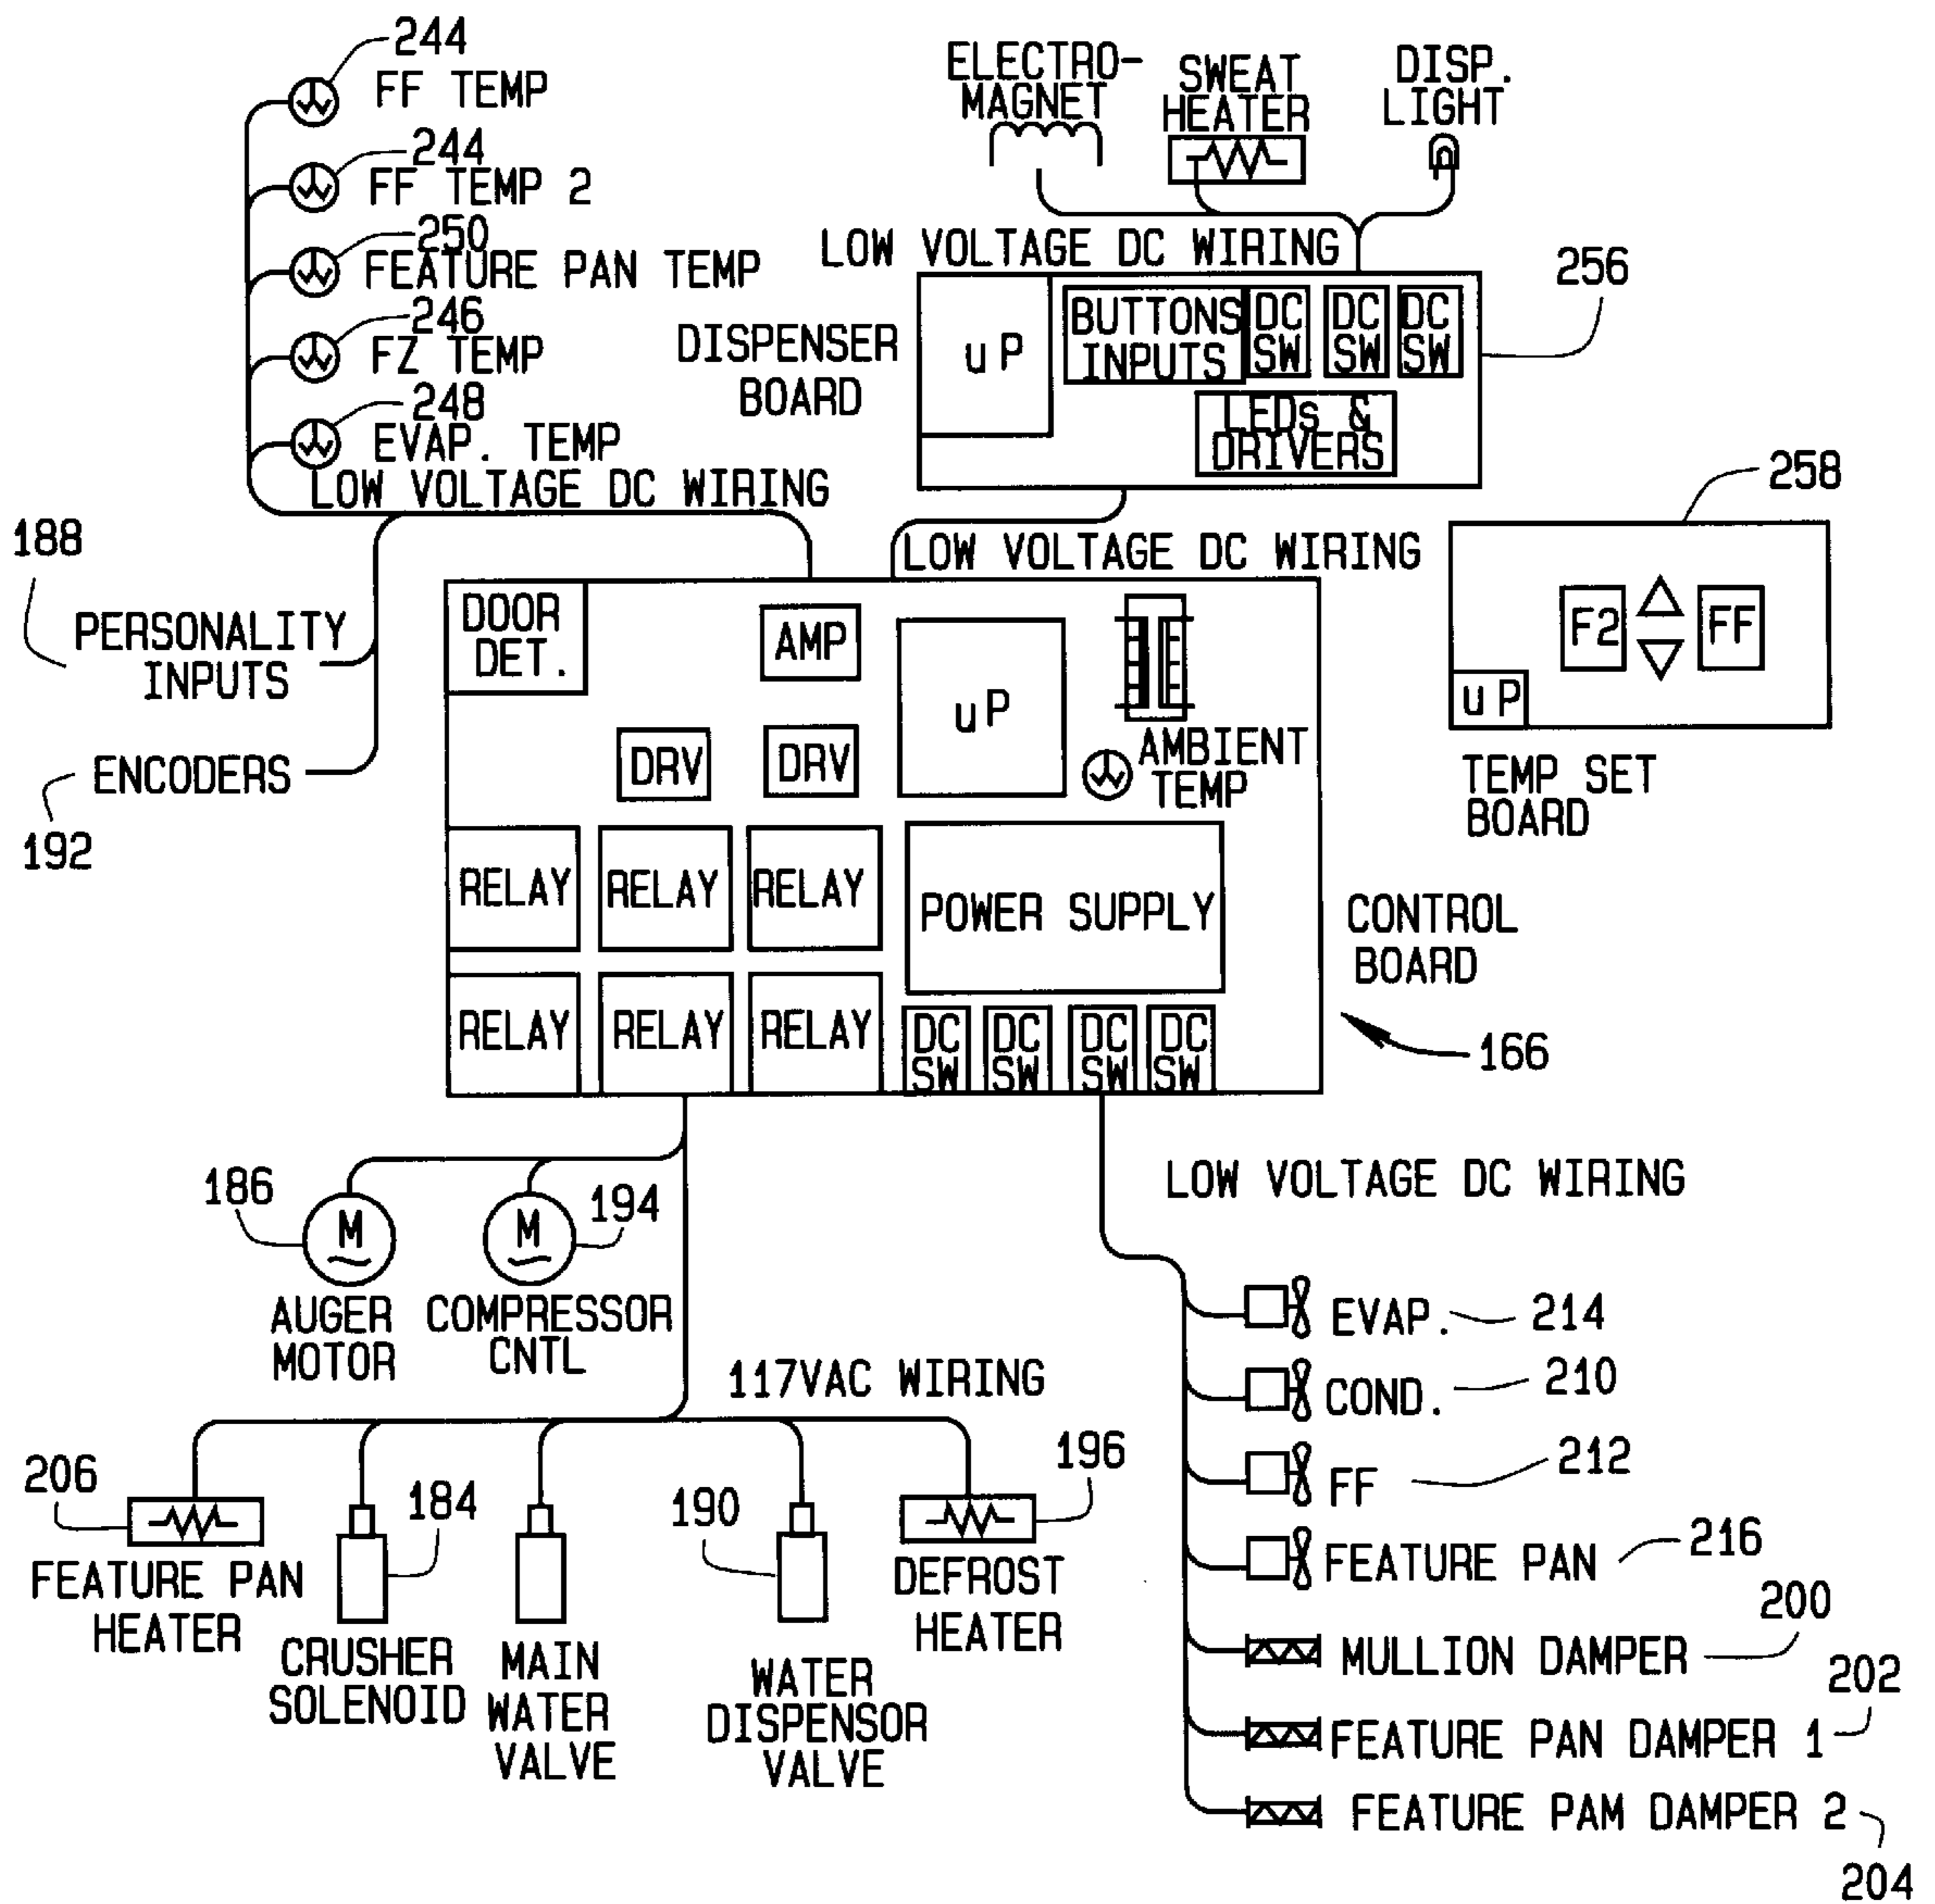 244
FF TEMP
244
FF TEMP 2
250
FEATURE PAN TEMP
246
FZ TEMP
248
EVAP. TEMP
LOW VOLTAGE DC WIRING
ELECTRO-
MAGNET
SWEAT
HEATER
DISP.
LIGHT
LOW VOLTAGE DC WIRING
256
DISPENSER
BOARD
uP
BUTTONS
INPUTS
DC
SW
DC
SW
DC
SW
LEDs &
DRIVERS
LOW VOLTAGE DC WIRING
258
F2
FF
uP
TEMP SET
BOARD
188
PERSONALITY
INPUTS
ENCODERS
192
DOOR
DET.
AMP
uP
DRV
DRV
AMBIENT
TEMP
RELAY
RELAY
RELAY
POWER SUPPLY
RELAY
RELAY
RELAY
DC
SW
DC
SW
DC
SW
DC
SW
CONTROL
BOARD
166
186
M
AUGER
MOTOR
194
M
COMPRESSOR
CNTL
117VAC WIRING
206
FEATURE PAN
HEATER
184
CRUSHER
SOLENOID
MAIN
WATER
VALVE
190
WATER
DISPENSOR
VALVE
196
DEFROST
HEATER
LOW VOLTAGE DC WIRING
EVAP.
214
COND.
210
FF
212
FEATURE PAN
216
MULLION DAMPER
200
FEATURE PAN DAMPER 1
202
FEATURE PAM DAMPER 2
204